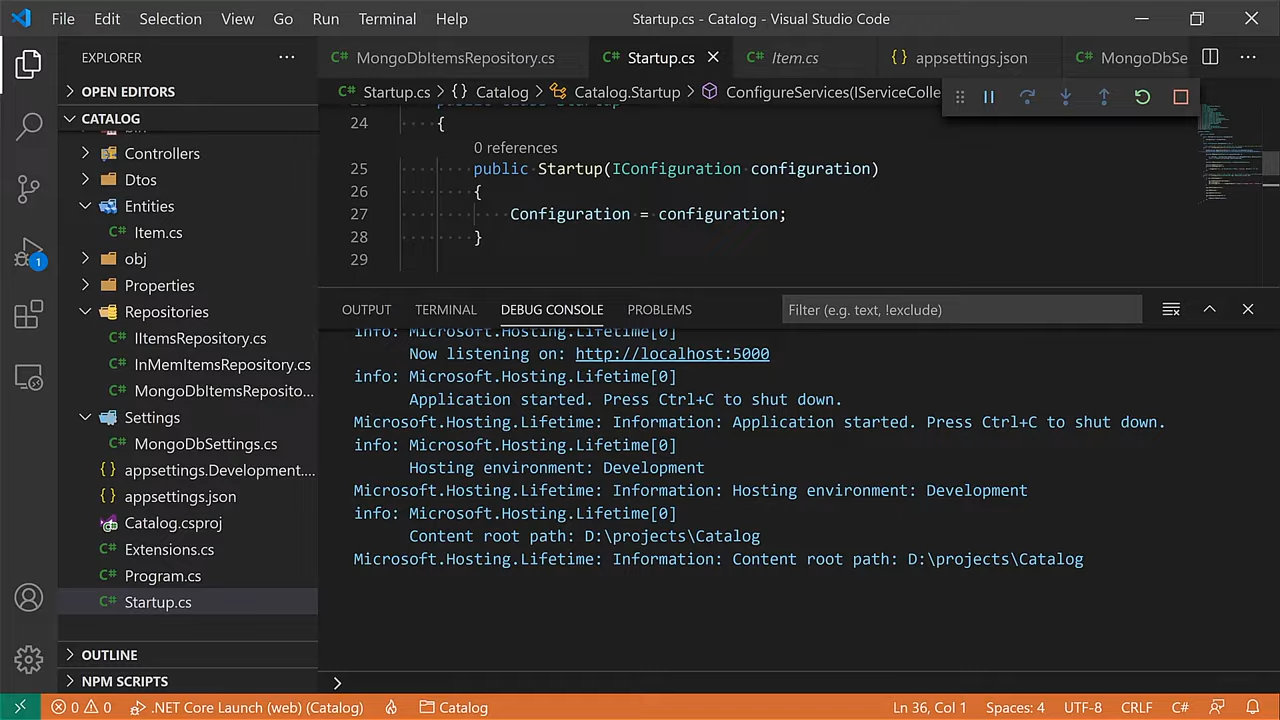 File Edit Selection View Go Run Terminal Help
Startup.cs - Catalog - Visual Studio Code
EXPLORER
OPEN EDITORS
CATALOG
bin
Controllers
Dtos
Entities
C# Item.cs
obj
Properties
Repositories
C# IItemsRepository.cs
C# InMemItemsRepository.cs
C# MongoDbItemsReposito...
Settings
C# MongoDbSettings.cs
{} appsettings.Development....
{} appsettings.json
Catalog.csproj
C# Extensions.cs
C# Program.cs
C# Startup.cs
OUTLINE
NPM SCRIPTS
1
C# MongoDbItemsRepository.cs
C# Startup.cs
C# Item.cs
{} appsettings.json
C# MongoDbSe
C# Startup.cs > {} Catalog > Catalog.Startup > ConfigureServices(IServiceColle
24 {
0 references
25 public Startup(IConfiguration configuration)
26 {
27 Configuration = configuration;
28 }
29
OUTPUT TERMINAL DEBUG CONSOLE PROBLEMS
Filter (e.g. text, !exclude)
info: Microsoft.Hosting.Lifetime[0]
Now listening on: http://localhost:5000
info: Microsoft.Hosting.Lifetime[0]
Application started. Press Ctrl+C to shut down.
Microsoft.Hosting.Lifetime: Information: Application started. Press Ctrl+C to shut down.
info: Microsoft.Hosting.Lifetime[0]
Hosting environment: Development
Microsoft.Hosting.Lifetime: Information: Hosting environment: Development
info: Microsoft.Hosting.Lifetime[0]
Content root path: D:\projects\Catalog
Microsoft.Hosting.Lifetime: Information: Content root path: D:\projects\Catalog
0 0 .NET Core Launch (web) (Catalog) Catalog
Ln 36, Col 1 Spaces: 4 UTF-8 CRLF C#